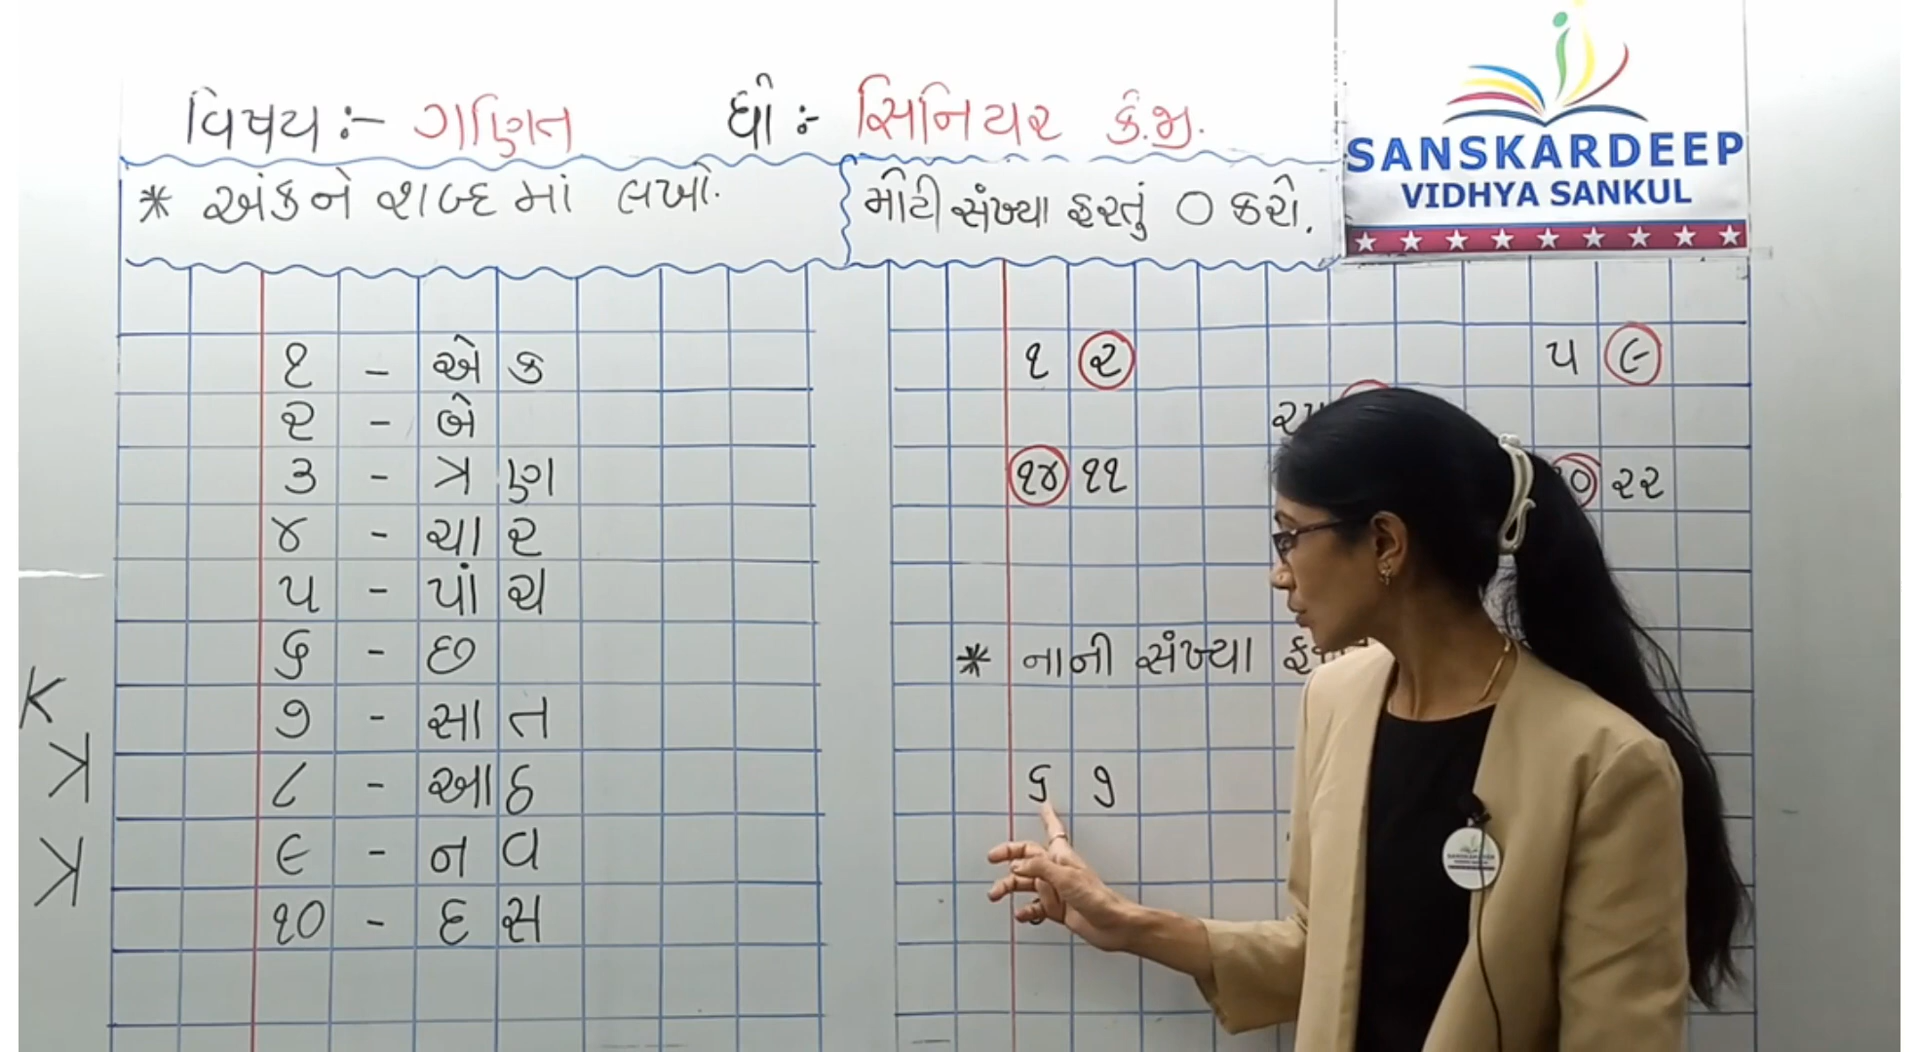 વિષય :- ગણિત ધો :- સિનિયર કે.જી.
SANSKARDEEP
VIDHYA SANKUL
* અંકને શબ્દ માં લખો.
મોટી સંખ્યા ફરતું O કરો.
૧ - એક
૨ - બે
૩ - ત્રણ
૪ - ચાર
૫ - પાંચ
૬ - છ
૭ - સાત
૮ - આઠ
૯ - નવ
૧૦ - દસ
૧ ૨ ૫ ૯
૧૪ ૧૧ ૨૨
* નાની સંખ્યા
૬ ૭
K
K
K